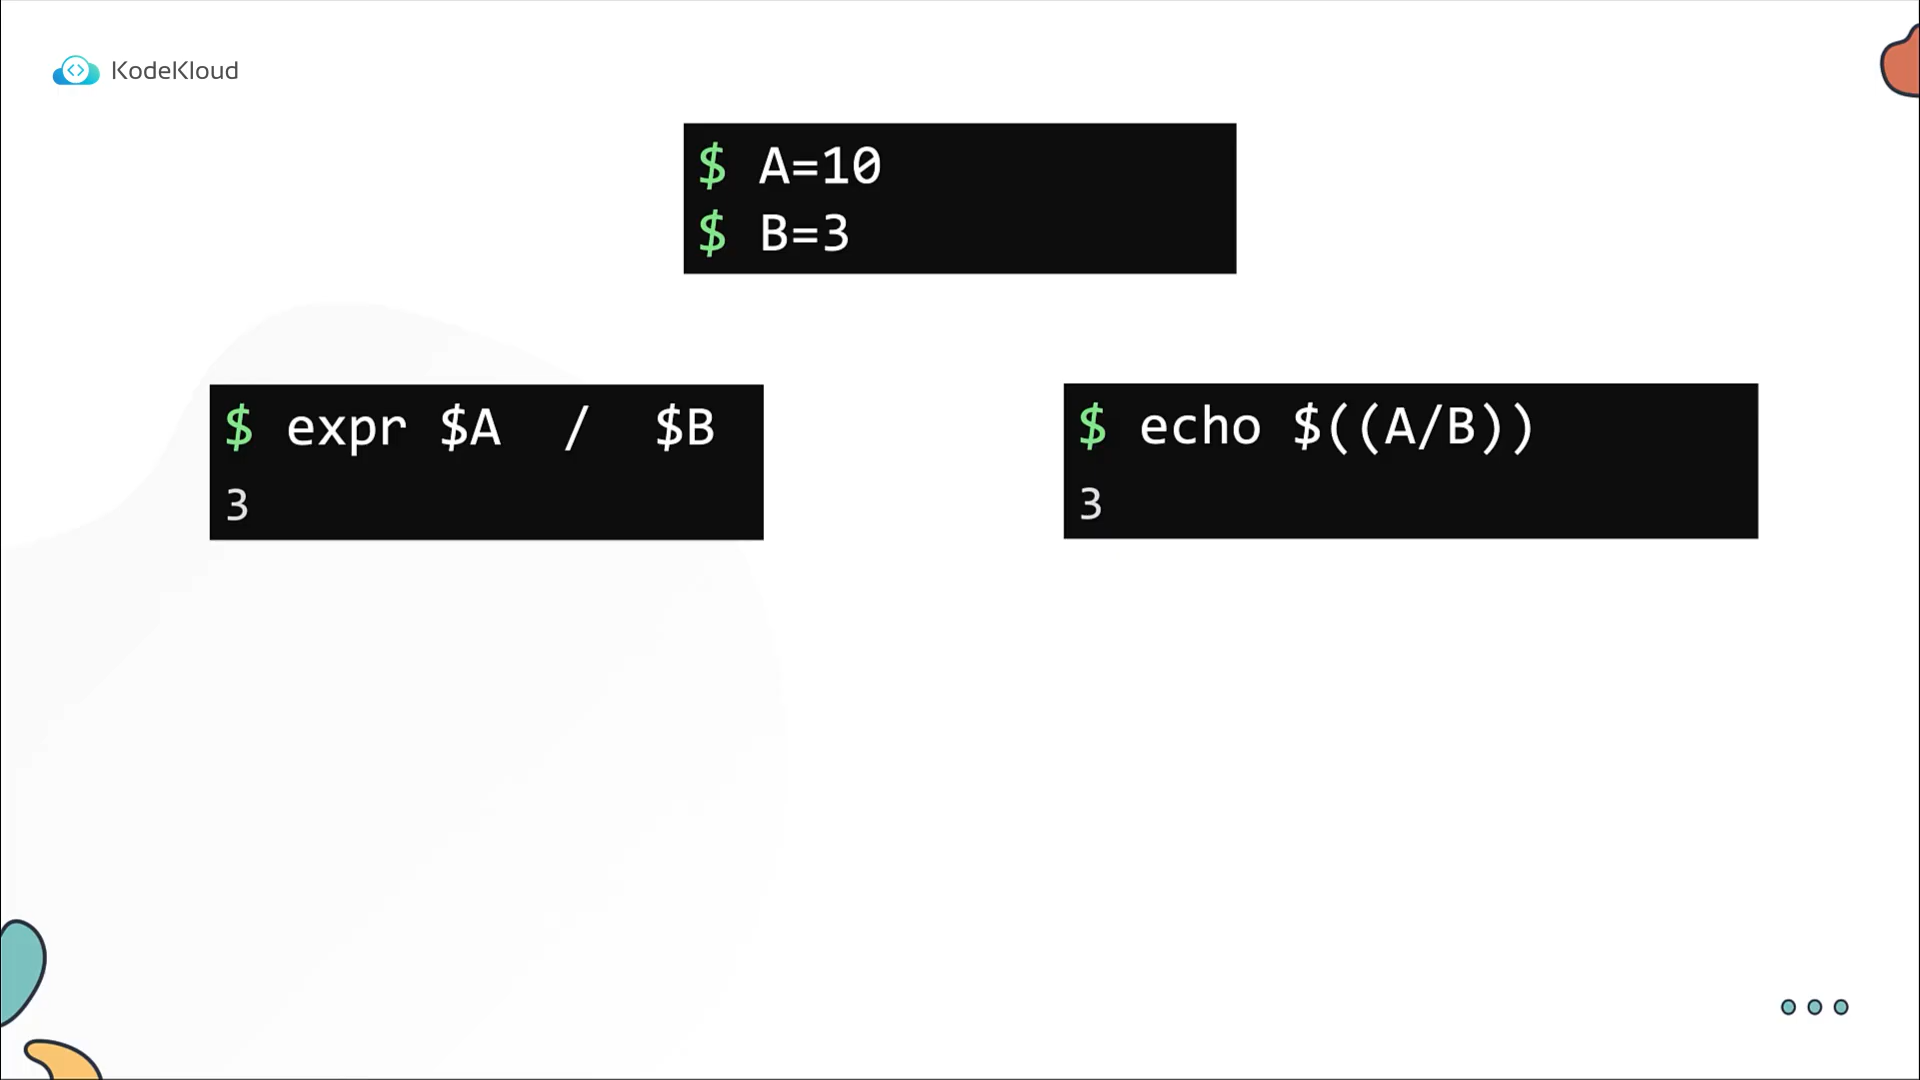 KodeKloud
$ A=10
$ B=3
$ expr $A  /  $B
3
$ echo $((A/B))
3